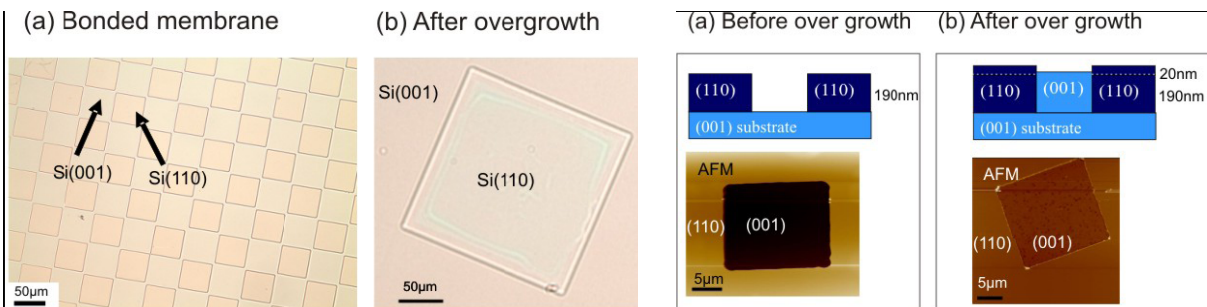 (a) Bonded membrane
Si(001)
Si(110)
50µm
(b) After overgrowth
Si(001)
Si(110)
50µm
(a) Before over growth
(110)
(110)
190nm
(001) substrate
AFM
(110)
(001)
5µm
(b) After over growth
(110)
(001)
(110)
20nm
190nm
(001) substrate
AFM
(110)
(001)
5µm